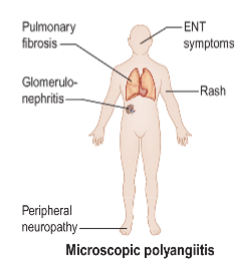 Pulmonary
fibrosis
ENT
symptoms
Glomerulo-
nephritis
Rash
Peripheral
neuropathy
Microscopic polyangiitis